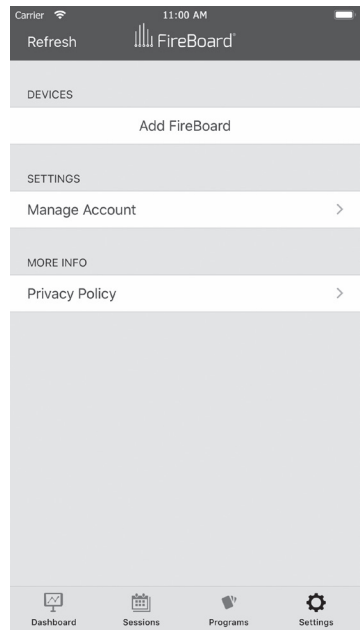 Carrier 11:00 AM
Refresh FireBoard®
DEVICES
Add FireBoard
SETTINGS
Manage Account
MORE INFO
Privacy Policy
Dashboard Sessions Programs Settings